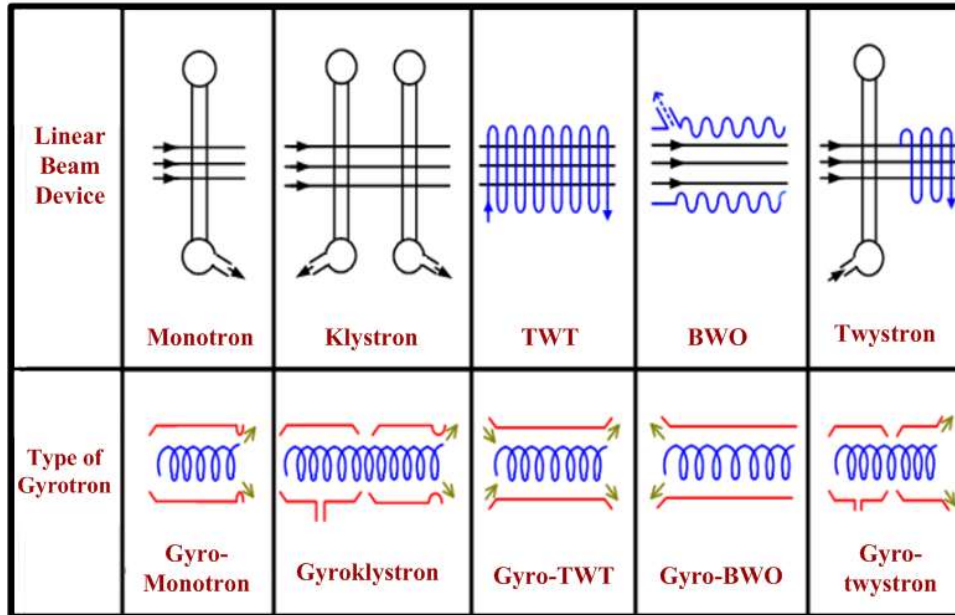 Linear
Beam
Device
Monotron
Klystron
TWT
BWO
Twystron
Type of
Gyrotron
Gyro-
Monotron
Gyroklystron
Gyro-TWT
Gyro-BWO
Gyro-
twystron